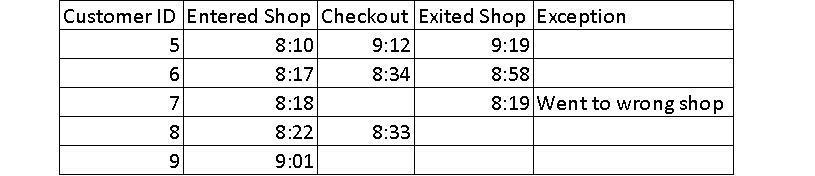 Customer ID Entered Shop Checkout Exited Shop Exception
5 8:10 9:12 9:19
6 8:17 8:34 8:58
7 8:18 8:19 Went to wrong shop
8 8:22 8:33
9 9:01